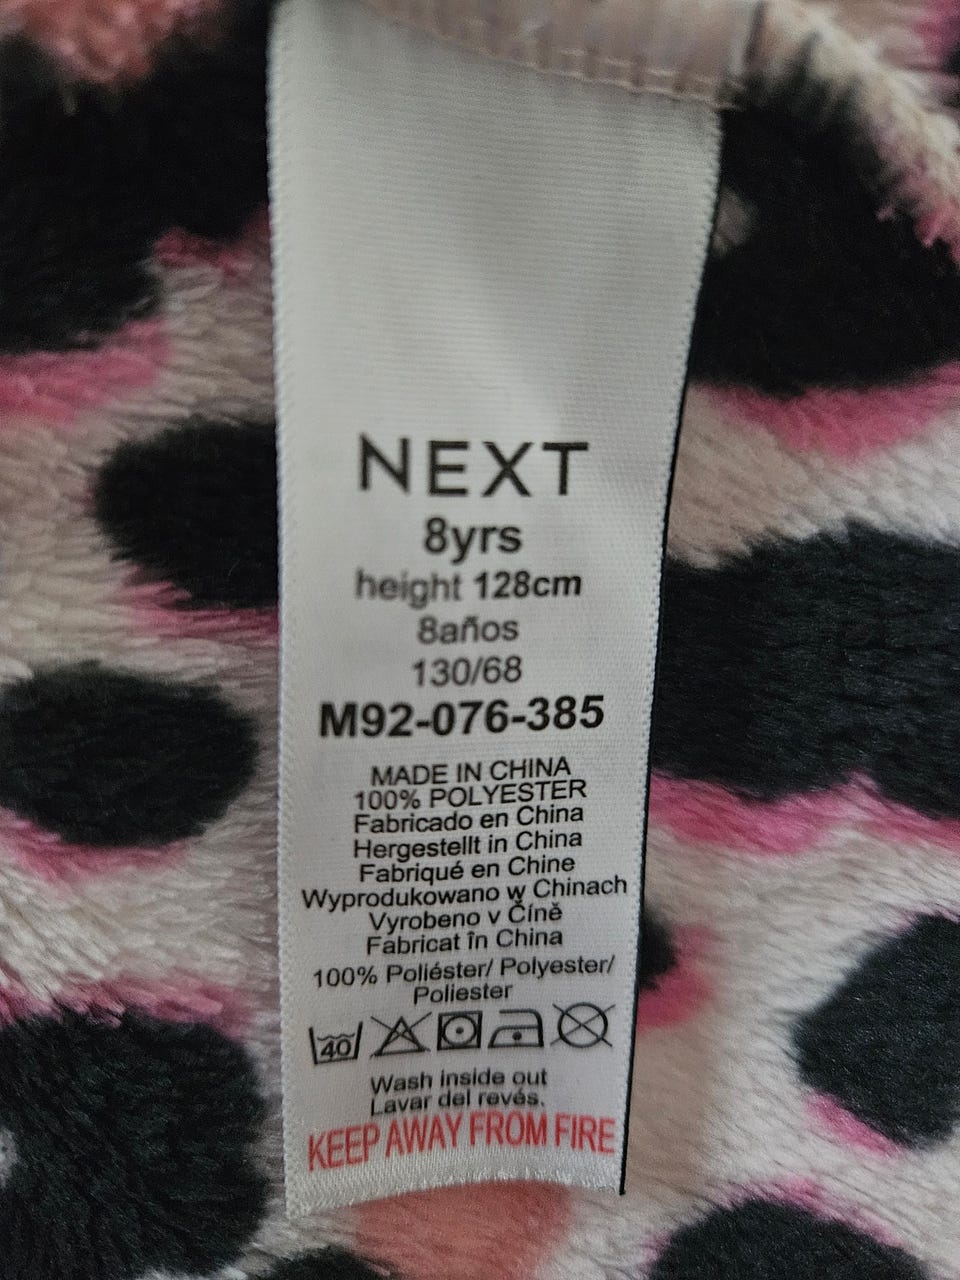 NEXT
8yrs
height 128cm
8años
130/68
M92-076-385
MADE IN CHINA
100% POLYESTER
Fabricado en China
Hergestellt in China
Fabriqué en Chine
Wyprodukowano w Chinach
Vyrobeno v Číně
Fabricat în China
100% Poliéster/ Polyester/
Poliester
40
Wash inside out
Lavar del revés.
KEEP AWAY FROM FIRE